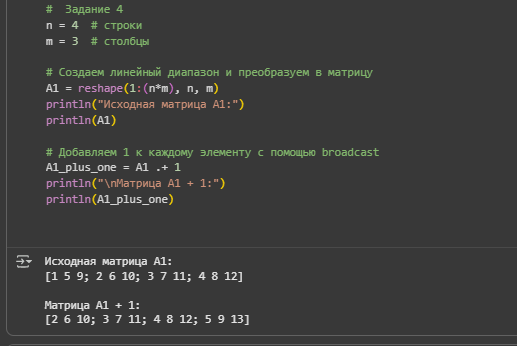 #  Задание 4
n = 4  # строки
m = 3  # столбцы
# Создаем линейный диапазон и преобразуем в матрицу
A1 = reshape(1:(n*m), n, m)
println("Исходная матрица A1:")
println(A1)
# Добавляем 1 к каждому элементу с помощью broadcast
A1_plus_one = A1 .+ 1
println("\nМатрица A1 + 1:")
println(A1_plus_one)
Исходная матрица A1:
[1 5 9; 2 6 10; 3 7 11; 4 8 12]
Матрица A1 + 1:
[2 6 10; 3 7 11; 4 8 12; 5 9 13]